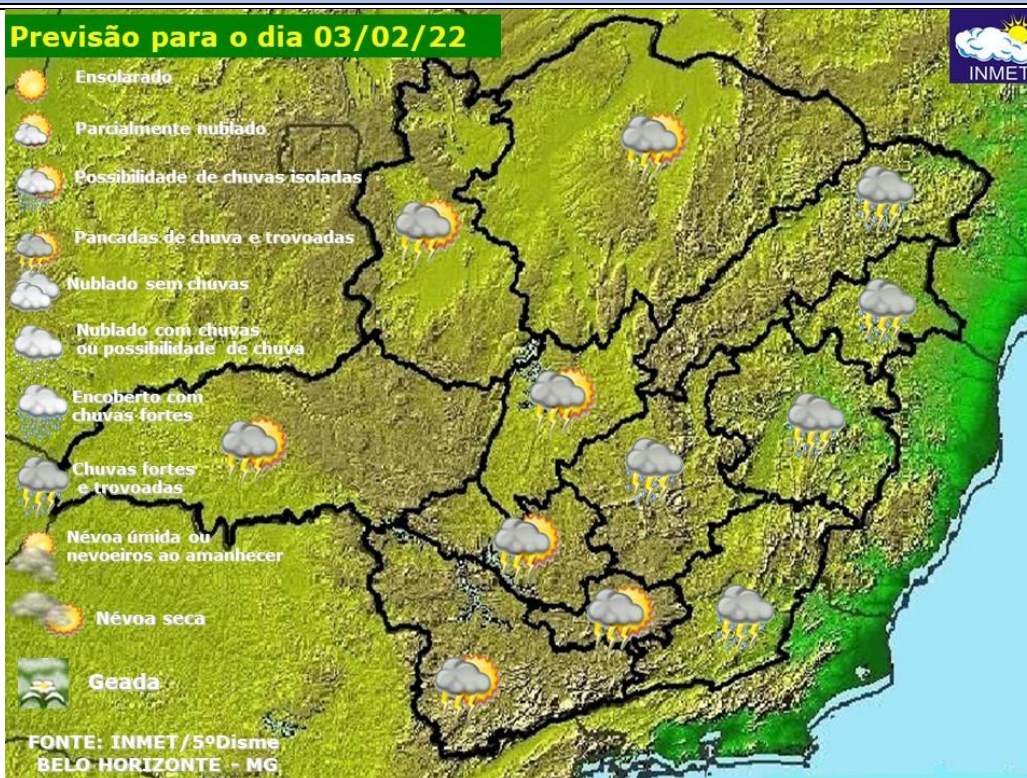 Previsão para o dia 03/02/22
INMET
Ensolarado
Parcialmente nublado
Possibilidade de chuvas isoladas
Pancadas de chuva e trovoadas
Nublado sem chuvas
Nublado com chuvas
ou possibilidade de chuva
Encoberto com
chuvas fortes
Chuvas fortes
e trovoadas
Névoa úmida ou
nevoeiros ao amanhecer
Névoa seca
Geada
FONTE: INMET/5ºDisme
BELO HORIZONTE - MG